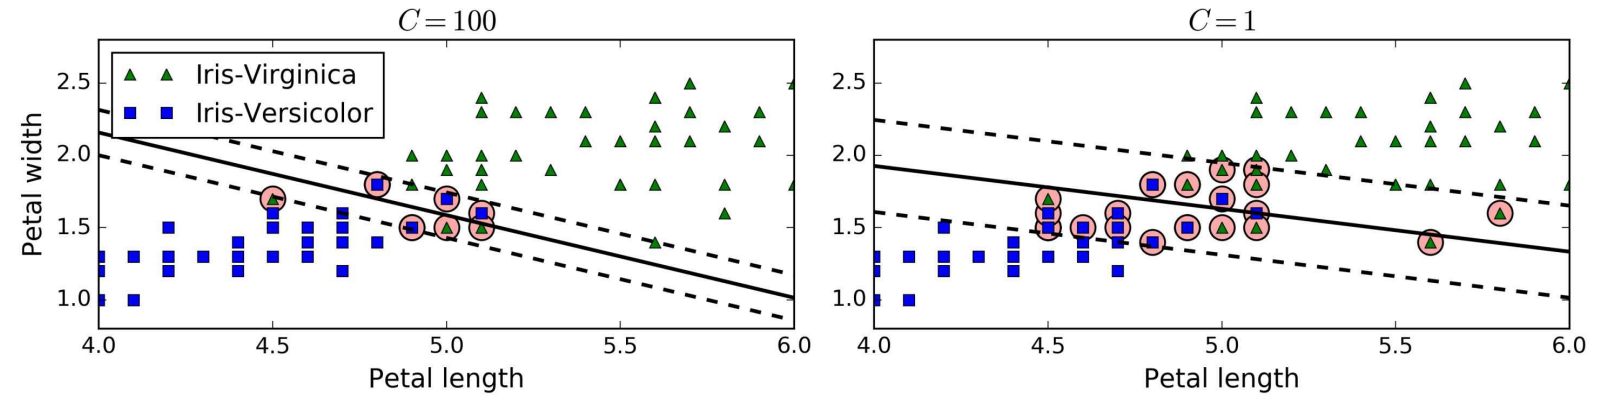 C = 100
C = 1
Petal width
2.5
2.0
1.5
1.0
Iris-Virginica
Iris-Versicolor
4.0 4.5 5.0 5.5 6.0
Petal length
2.5
2.0
1.5
1.0
4.0 4.5 5.0 5.5 6.0
Petal length